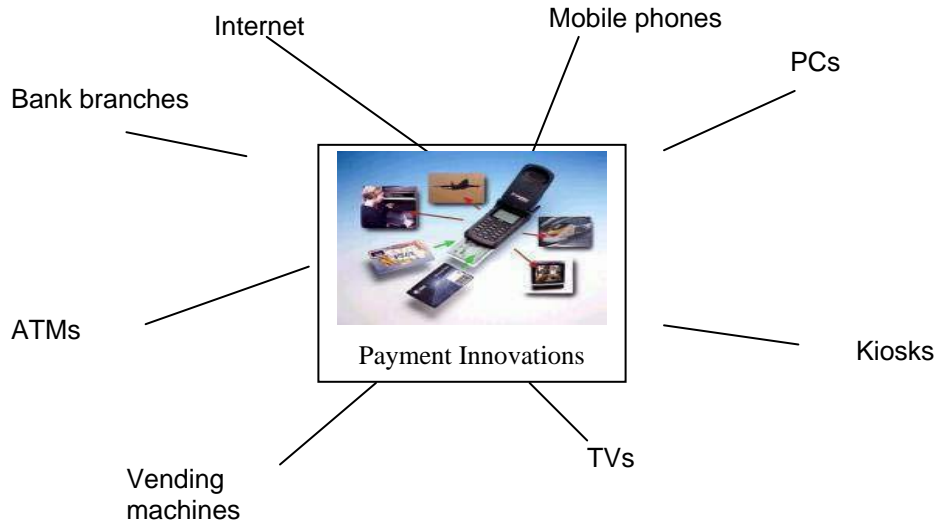 Internet
Mobile phones
PCs
Bank branches
ATMs
Kiosks
Payment Innovations
TVs
Vending
machines